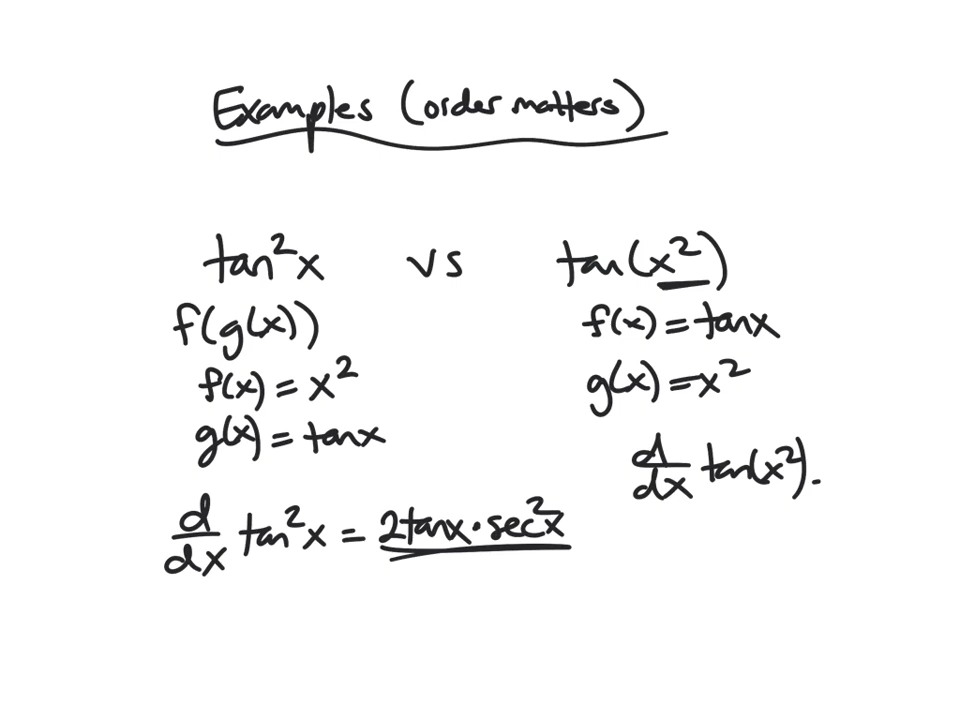 Examples (order matters)
tan²x vs tan(x²)
f(g(x))
f(x) = x²
g(x) = tanx
d/dx tan²x = 2tanx · sec²x
f(x) = tanx
g(x) = x²
d/dx tan(x²).